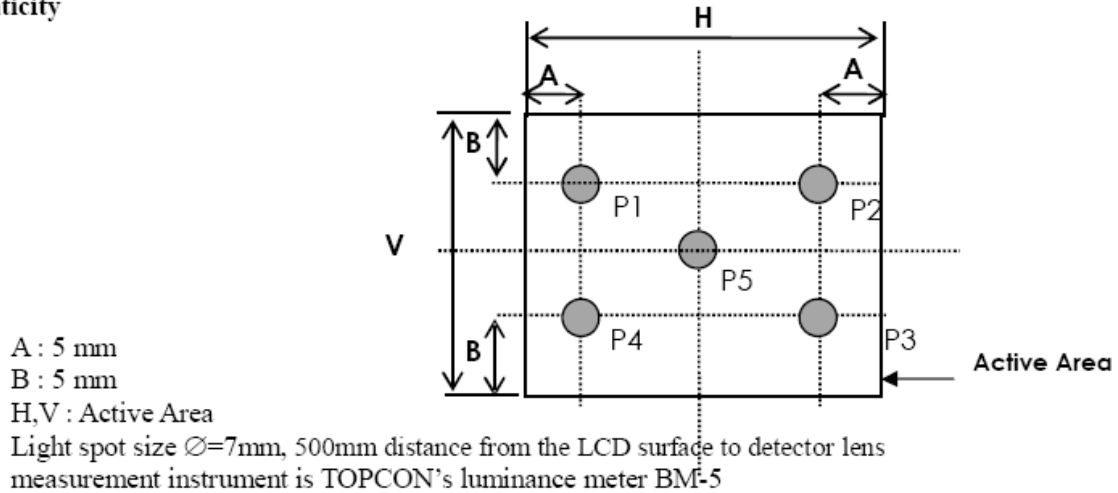 H
A
A
B
P1
P2
V
P5
B
P4
P3
Active Area
A : 5 mm
B : 5 mm
H,V : Active Area
Light spot size ∅=7mm, 500mm distance from the LCD surface to detector lens
measurement instrument is TOPCON's luminance meter BM-5